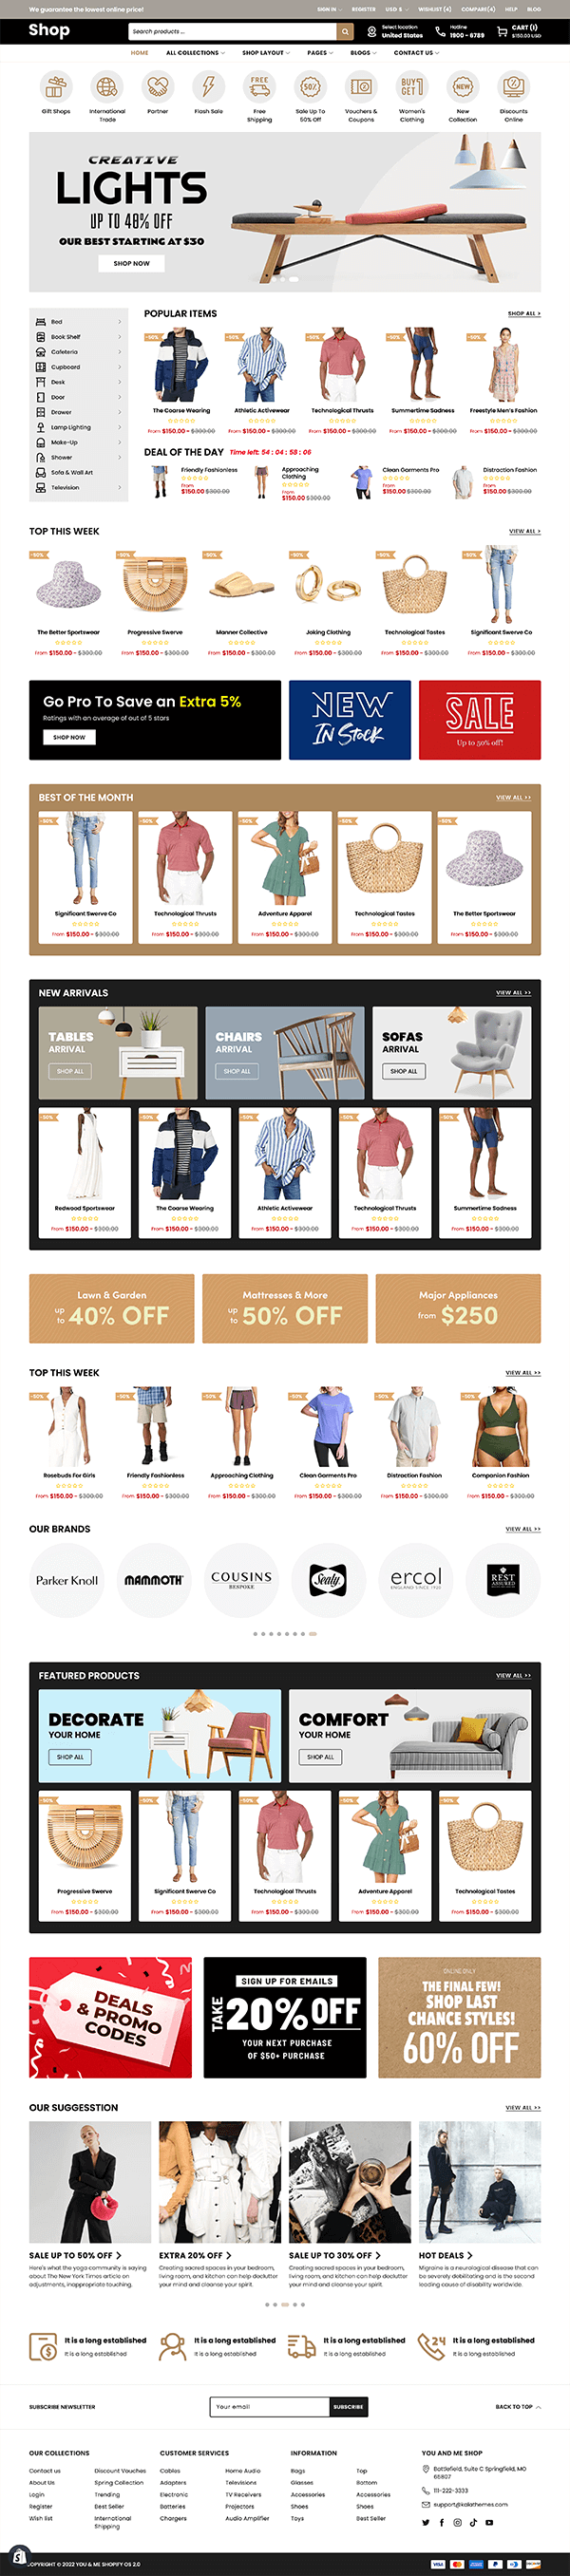 We guarantee the lowest online price!
SIGN IN REGISTER USD $ WISHLIST (4) COMPARE(4) HELP BLOG
Shop
Search products ...
Select location
United States
Hotline
1900 - 6789
CART (1)
$150.00 USD
HOME ALL COLLECTIONS SHOP LAYOUT PAGES BLOGS CONTACT US
Gift Shops
International Trade
Partner
Flash Sale
FREE
Free Shipping
50%
Sale Up To 50% Off
Vouchers & Coupons
BUY 1
GET 1
Women's Clothing
NEW
New Collection
Discounts Online
CREATIVE
LIGHTS
UP TO 48% OFF
OUR BEST STARTING AT $30
SHOP NOW
Bed
Book Shelf
Cafeteria
Cupboard
Desk
Door
Drawer
Lamp Lighting
Make-Up
Shower
Sofa & Wall Art
Television
POPULAR ITEMS
SHOP ALL >
-50% -50% -50% -50% -50%
The Coarse Wearing Athletic Activewear Technological Thrusts Summertime Sadness Freestyle Men's Fashion
From $150.00 - $300.00 From $150.00 - $300.00 From $150.00 - $300.00 From $150.00 - $300.00 From $150.00 - $300.00
DEAL OF THE DAY Time left: 54 : 04 : 58 : 06
Friendly Fashionless
From
$150.00 $300.00
Approaching
Clothing
From
$150.00 $300.00
Clean Garments Pro
From
$150.00 $300.00
Distraction Fashion
From
$150.00 $300.00
TOP THIS WEEK
VIEW ALL >
-50% -50% -50% -50% -50% -50%
The Better Sportswear Progressive Swerve Manner Collective Joking Clothing Technological Tastes Significant Swerve Co
From $150.00 - $300.00 From $150.00 - $300.00 From $150.00 - $300.00 From $150.00 - $300.00 From $150.00 - $300.00 From $150.00 - $300.00
Go Pro To Save an Extra 5%
Ratings with an average of out of 5 stars
SHOP NOW
NEW
IN Stock
SALE
Up to 50% off!
BEST OF THE MONTH
VIEW ALL >>
-50% -50% -50% -50% -50%
Significant Swerve Co Technological Thrusts Adventure Apparel Technological Tastes The Better Sportswear
From $150.00 - $300.00 From $150.00 - $300.00 From $150.00 - $300.00 From $150.00 - $300.00 From $150.00 - $300.00
NEW ARRIVALS
VIEW ALL >>
TABLES
ARRIVAL
SHOP ALL
CHAIRS
ARRIVAL
SHOP ALL
SOFAS
ARRIVAL
SHOP ALL
-50% -50% -50% -50% -50%
Redwood Sportswear The Coarse Wearing Athletic Activewear Technological Thrusts Summertime Sadness
From $150.00 - $300.00 From $150.00 - $300.00 From $150.00 - $300.00 From $150.00 - $300.00 From $150.00 - $300.00
Lawn & Garden
up to 40% OFF
Mattresses & More
up to 50% OFF
Major Appliances
from $250
TOP THIS WEEK
VIEW ALL >>
-50% -50% -50% -50% -50% -50%
Rosebuds For Girls Friendly Fashionless Approaching Clothing Clean Garments Pro Distraction Fashion Companion Fashion
From $150.00 - $300.00 From $150.00 - $300.00 From $150.00 - $300.00 From $150.00 - $300.00 From $150.00 - $300.00 From $150.00 - $300.00
OUR BRANDS
VIEW ALL >>
Parker Knoll
MAMMOTH
COUSINS
BESPOKE
Sealy
ercol
ENGLAND SINCE 1920
REST
ASSURED
FEATURED PRODUCTS
VIEW ALL >>
DECORATE
YOUR HOME
SHOP ALL
COMFORT
YOUR HOME
SHOP ALL
-50% -50% -50% -50% -50%
Progressive Swerve Significant Swerve Co Technological Thrusts Adventure Apparel Technological Tastes
From $150.00 - $300.00 From $150.00 - $300.00 From $150.00 - $300.00 From $150.00 - $300.00 From $150.00 - $300.00
DEALS
& PROMO
CODES
SIGN UP FOR EMAILS
TAKE 20% OFF
YOUR NEXT PURCHASE
OF $50+ PURCHASE
ONLINE ONLY
THE FINAL FEW!
SHOP LAST
CHANCE STYLES!
60% OFF
OUR SUGGESSTION
VIEW ALL >>
SALE UP TO 50% OFF >
Here's what the yoga community is saying
about The New York Times article on
adjustments, inappropriate touching.
EXTRA 20% OFF >
Creating sacred spaces in your bedroom,
living room, and kitchen can help declutter
your mind and cleanse your spirit.
SALE UP TO 30% OFF >
Creating sacred spaces in your bedroom,
living room, and kitchen can help declutter
your mind and cleanse your spirit.
HOT DEALS >
Migraine is a neurological disease that can
be severely debilitating and is the second
leading cause of disability worldwide.
It is a long established
It is a long established
It is a long established
It is a long established
It is a long established
It is a long established
24
It is a long established
It is a long established
SUBSCRIBE NEWSLETTER
Your email
SUBSCRIBE
BACK TO TOP
OUR COLLECTIONS
Contact us
About Us
Login
Register
Wish list
Discount Vouches
Spring Collection
Trending
Best Seller
International
Shipping
CUSTOMER SERVICES
Cables
Adapters
Electronic
Batteries
Chargers
Home Audio
Televisions
TV Receivers
Projectors
Audio Amplifier
INFORMATION
Bags
Glasses
Accessories
Shoes
Toys
Top
Bottom
Accessories
Shoes
Best Seller
YOU AND ME SHOP
Battlefield, Suite C Springfield, MO
65807
111-222-3333
support@kalathemes.com
COPYRIGHT © 2022 YOU & ME SHOPIFY OS 2.0
VISA